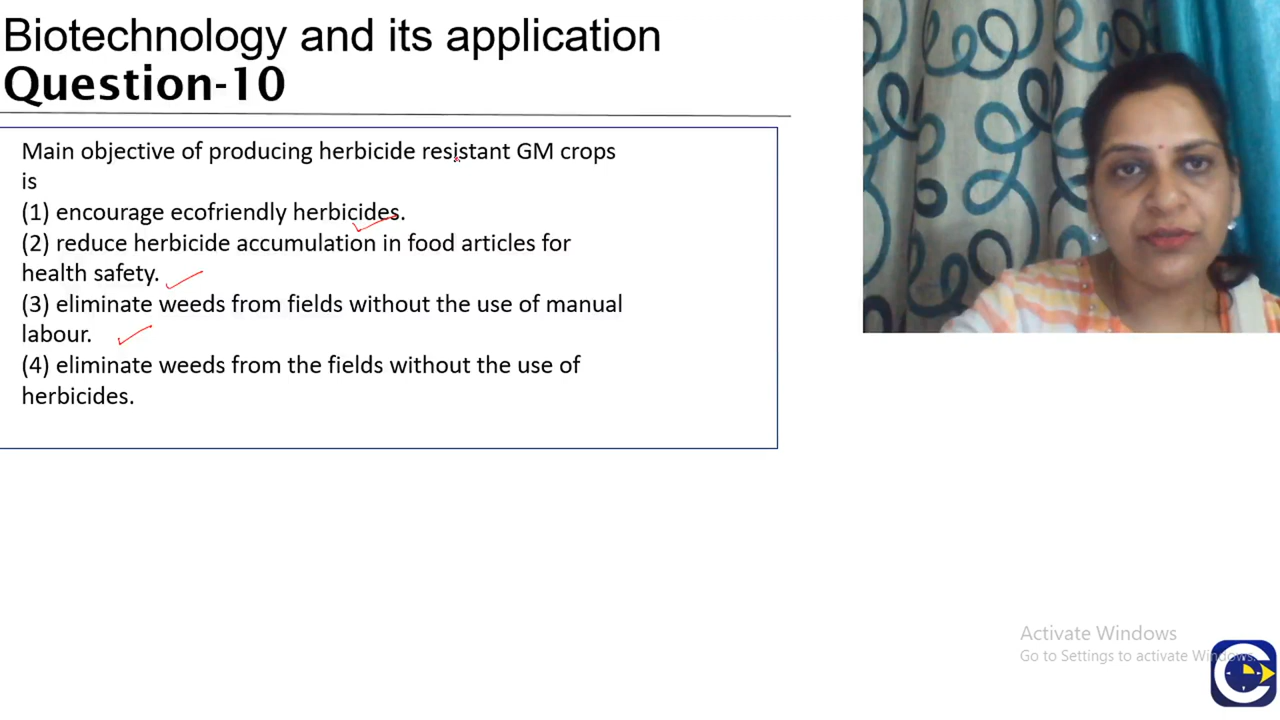 Biotechnology and its application
Question-10
Main objective of producing herbicide resistant GM crops
is
(1) encourage ecofriendly herbicides.
(2) reduce herbicide accumulation in food articles for
health safety.
(3) eliminate weeds from fields without the use of manual
labour.
(4) eliminate weeds from the fields without the use of
herbicides.
Activate Windows
Go to Settings to activate Windows.